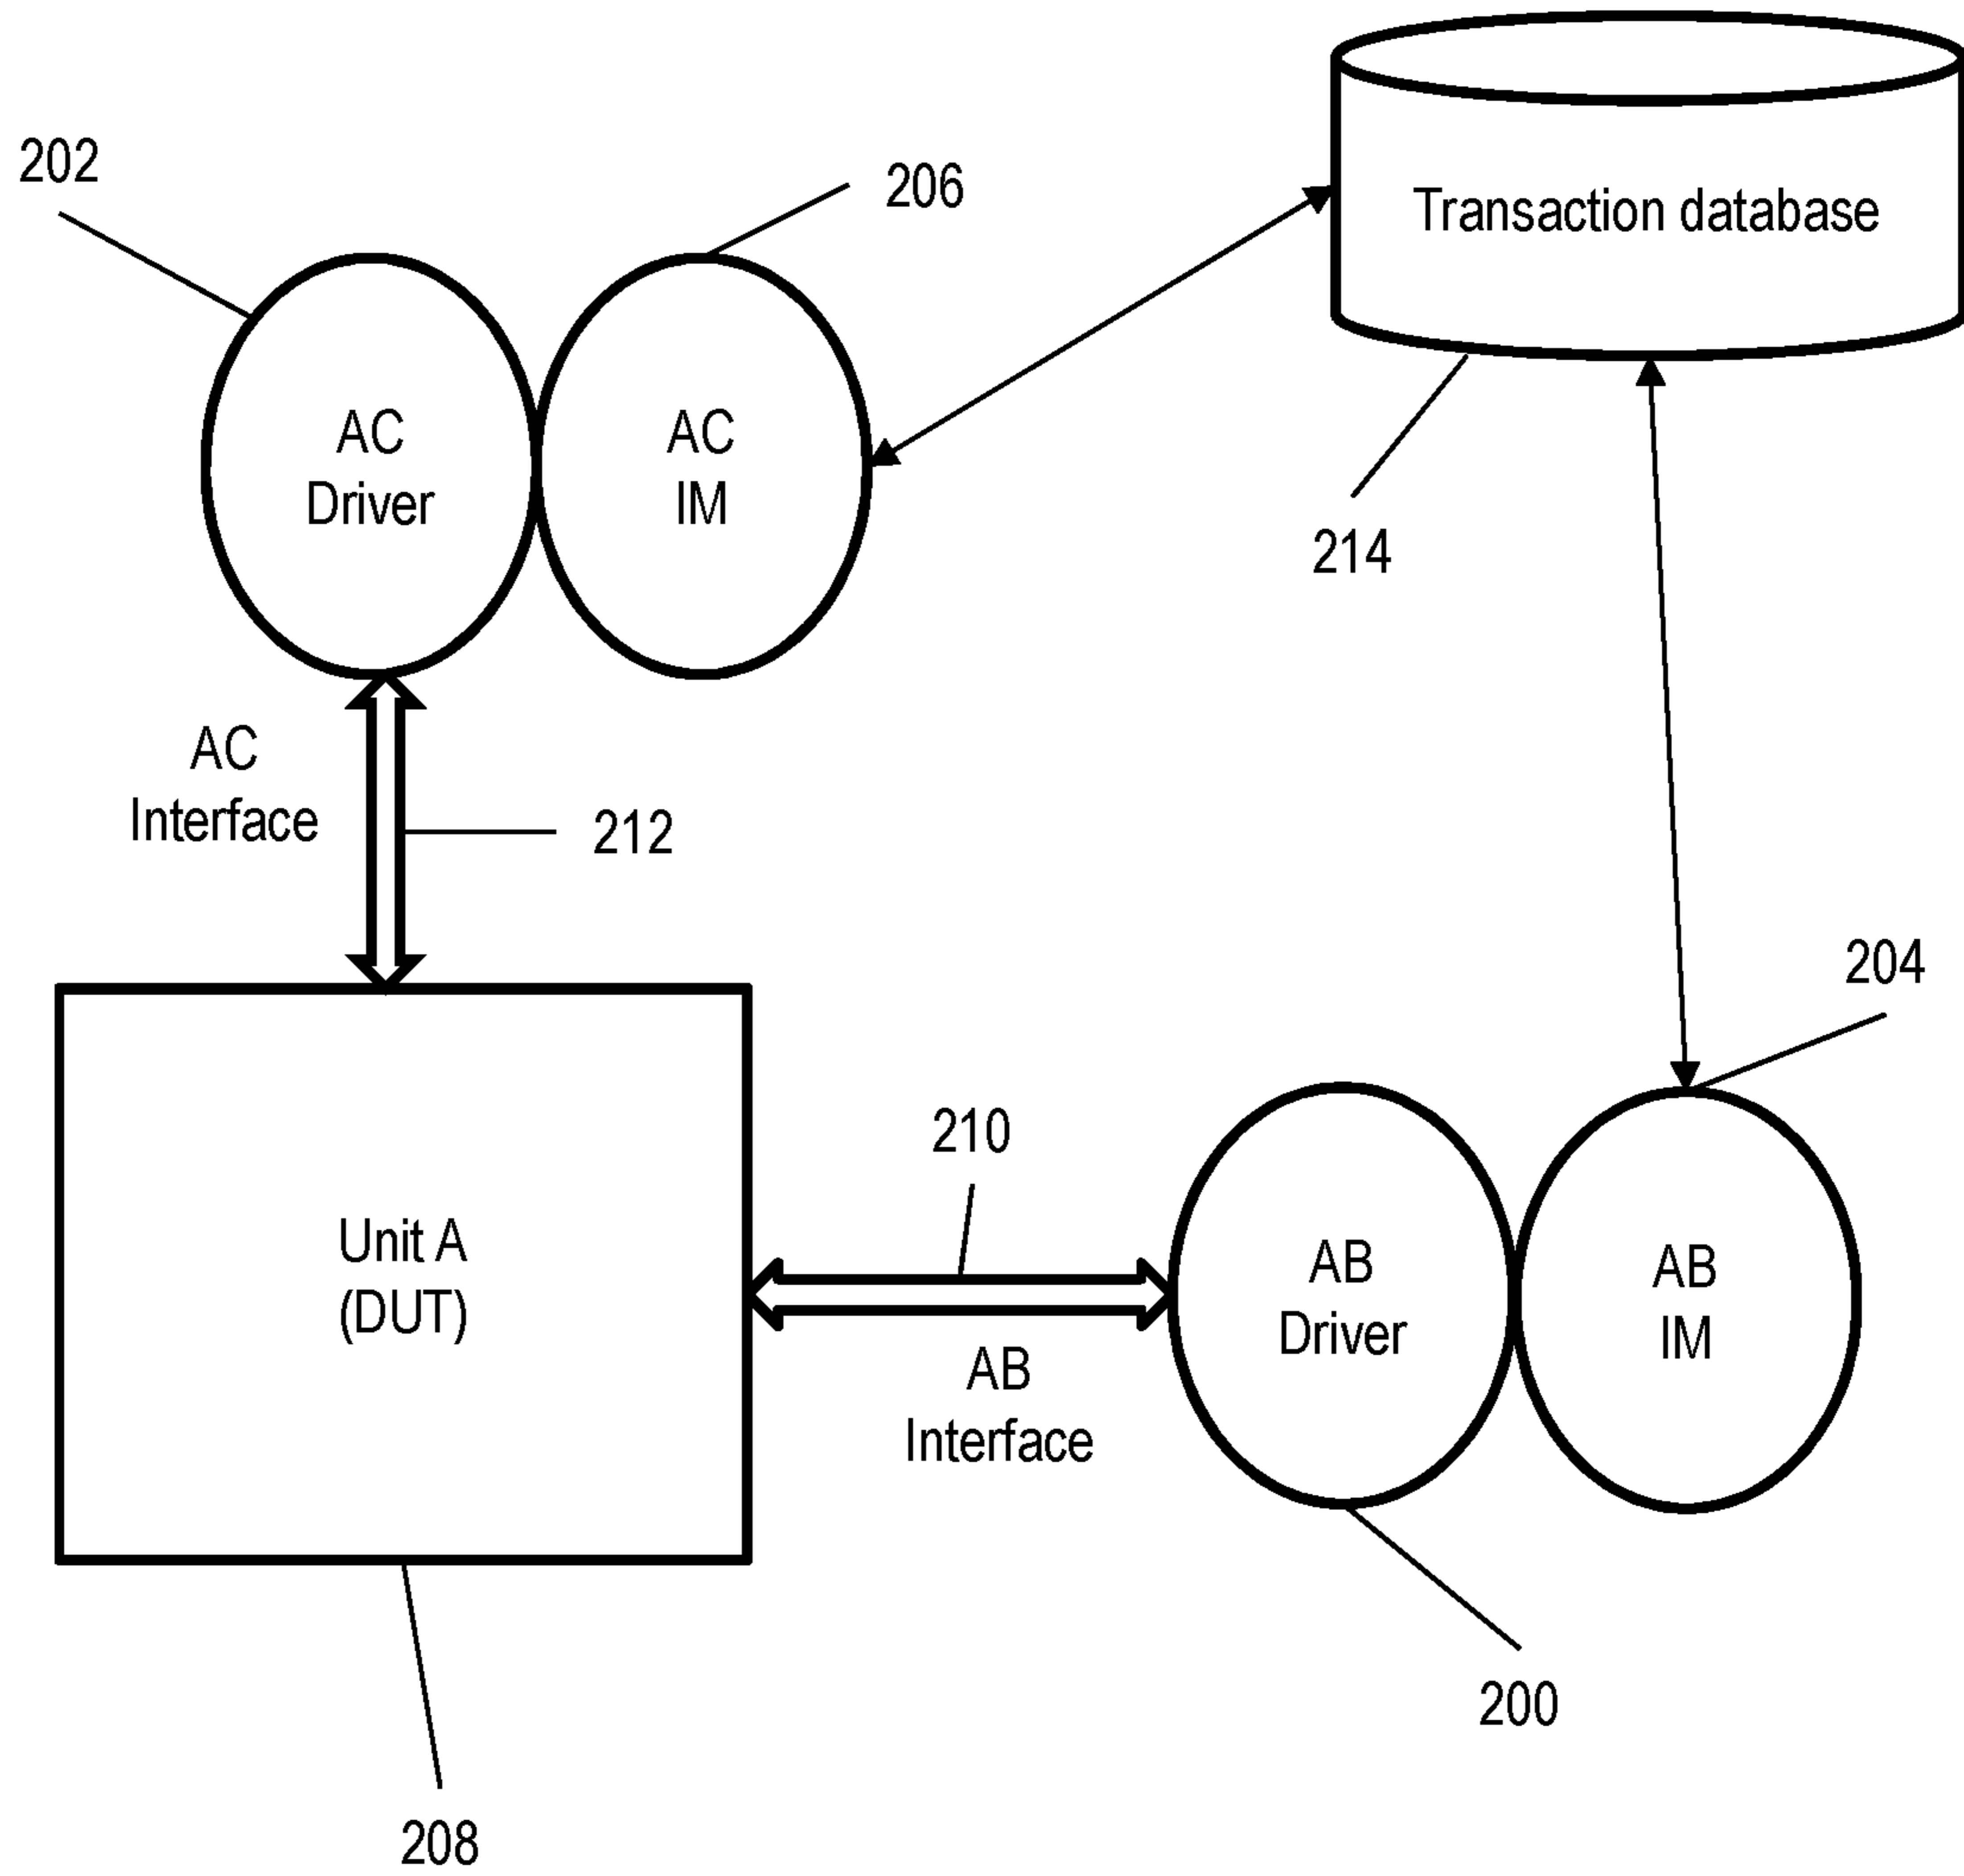 202
206
Transaction database
AC
Driver
AC
IM
214
AC
Interface
212
204
210
Unit A
(DUT)
AB
Driver
AB
IM
AB
Interface
200
208